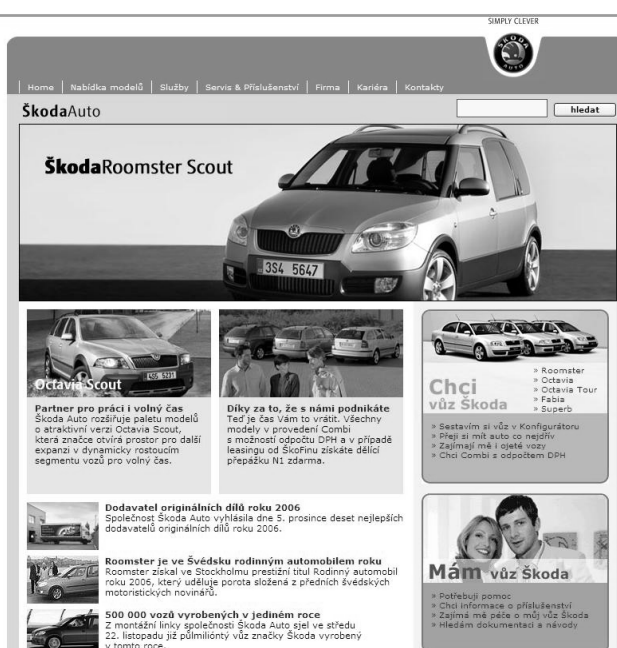 SIMPLY CLEVER
ŠKODA
AUTO
Home | Nabídka modelů | Služby | Servis & Příslušenství | Firma | Kariéra | Kontakty
ŠkodaAuto
hledat
ŠkodaRoomster Scout
3S4 5647
Octavia Scout
Partner pro práci i volný čas
Škoda Auto rozšiřuje paletu modelů
o atraktivní verzi Octavia Scout,
která značce otvírá prostor pro další
expanzi v dynamicky rostoucím
segmentu vozů pro volný čas.
Díky za to, že s námi podnikáte
Teď je čas Vám to vrátit. Všechny
modely v provedení Combi
s možností odpočtu DPH a v případě
leasingu od ŠkoFinu získáte dělící
přepážku N1 zdarma.
Chci
vůz Škoda
» Roomster
» Octavia
» Octavia Tour
» Fabia
» Superb
» Sestavím si vůz v Konfigurátoru
» Přeji si mít auto co nejdřív
» Zajímají mě i ojeté vozy
» Chci Combi s odpočtem DPH
Dodavatel originálních dílů roku 2006
Společnost Škoda Auto vyhlásila dne 5. prosince deset nejlepších
dodavatelů originálních dílů roku 2006.
Roomster je ve Švédsku rodinným automobilem roku
Roomster získal ve Stockholmu prestižní titul Rodinný automobil
roku 2006, který uděluje porota složená z předních švédských
motoristických novinářů.
500 000 vozů vyrobených v jediném roce
Z montážní linky společnosti Škoda Auto sjel ve středu
22. listopadu již půlmilióntý vůz značky Škoda vyrobený
v tomto roce.
Mám vůz Škoda
» Potřebuji pomoc
» Chci informace o příslušenství
» Zajímá mě péče o můj vůz Škoda
» Hledám dokumentaci a návody